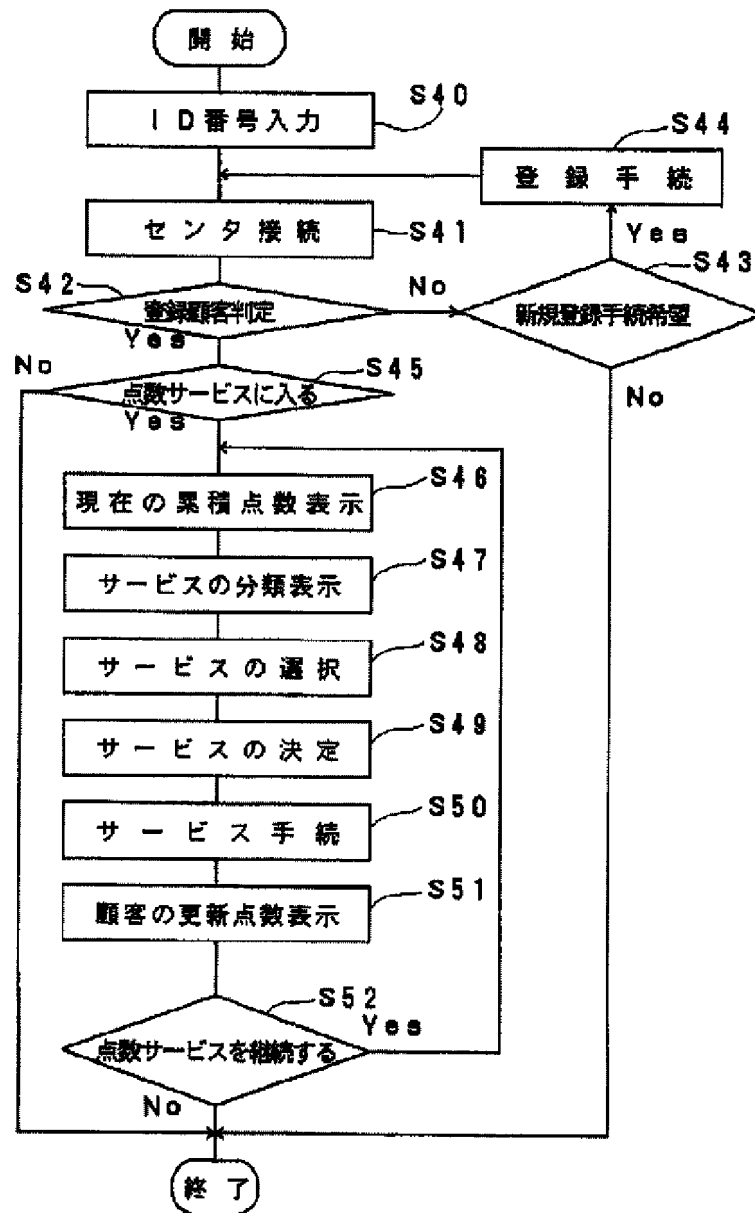 開始
S40
ID番号入力
S44
登録手続
センタ接続
S41
Yes
S43
S42
登録顧客判定
No
新規登録手続希望
Yes
No
S45
点数サービスに入る
No
Yes
S46
現在の累積点数表示
S47
サービスの分類表示
S48
サービスの選択
S49
サービスの決定
S50
サービス手続
S51
顧客の更新点数表示
S52
Yes
点数サービスを継続する
No
終了